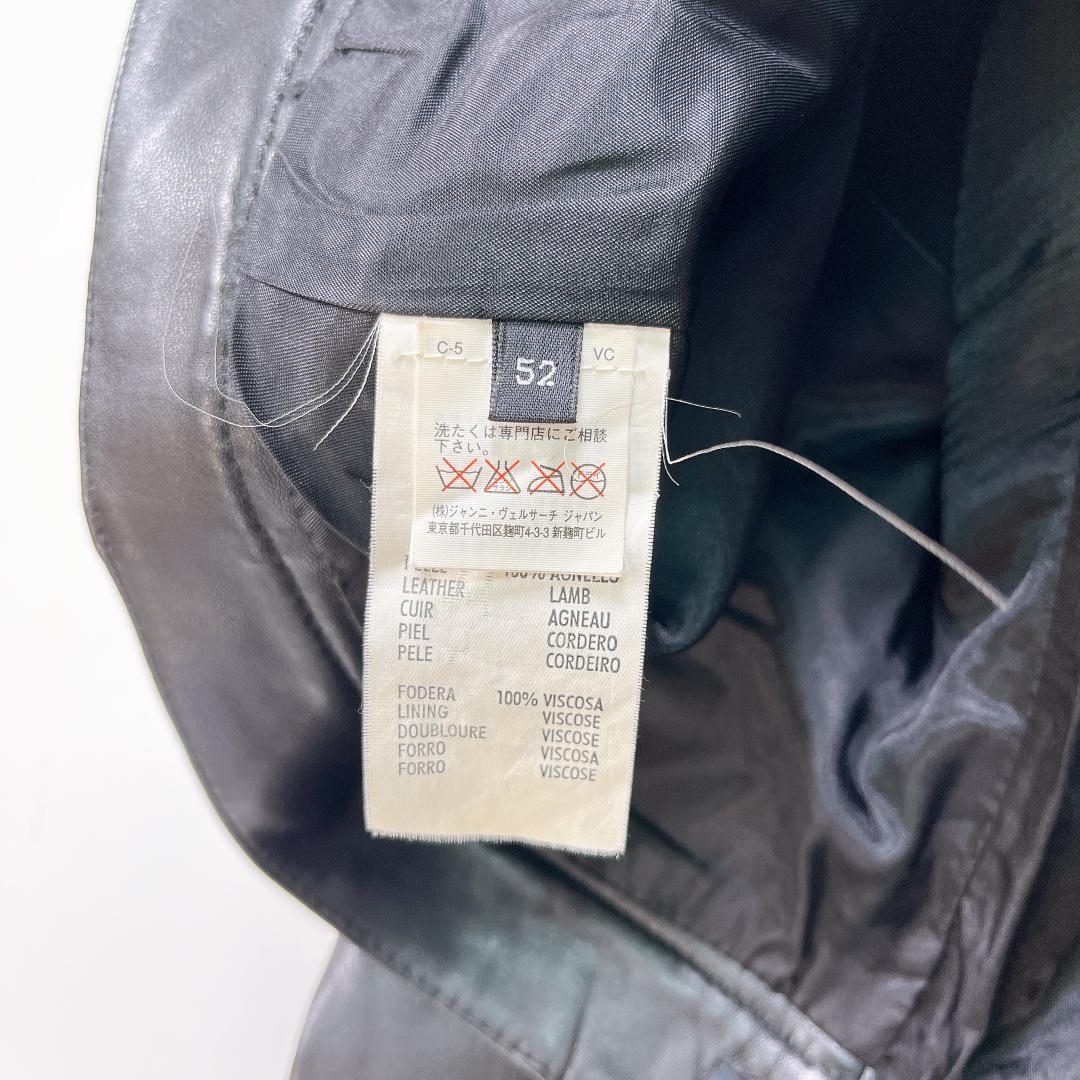 C-5
52
VC
洗たくは専門店にご相談
下さい。
(株)ジャンニ・ヴェルサーチ ジャパン
東京都千代田区麹町4-3-3 新麹町ビル
100% AGNELLO
LEATHER LAMB
CUIR AGNEAU
PIEL CORDERO
PELE CORDEIRO
FODERA 100% VISCOSA
LINING VISCOSE
DOUBLOURE VISCOSE
FORRO VISCOSA
FORRO VISCOSE